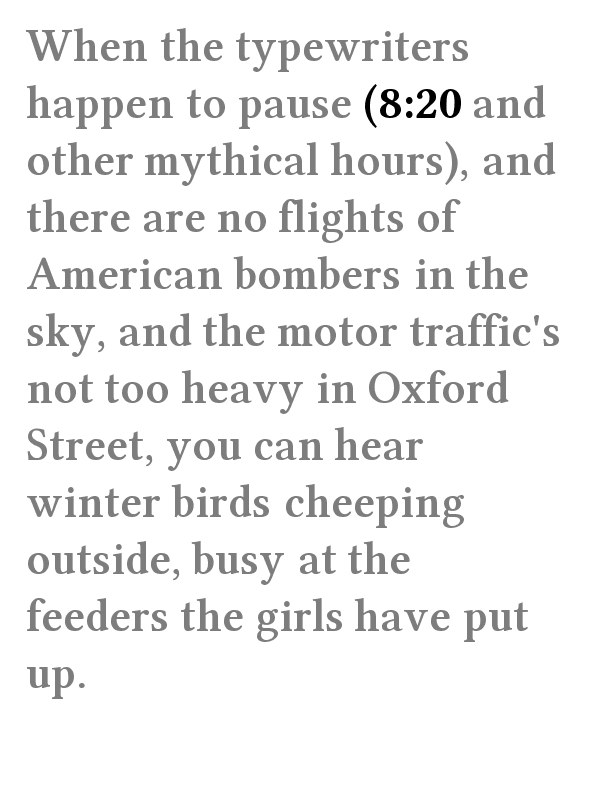 When the typewriters
happen to pause (8:20 and
other mythical hours), and
there are no flights of
American bombers in the
sky, and the motor traffic's
not too heavy in Oxford
Street, you can hear
winter birds cheeping
outside, busy at the
feeders the girls have put
up.